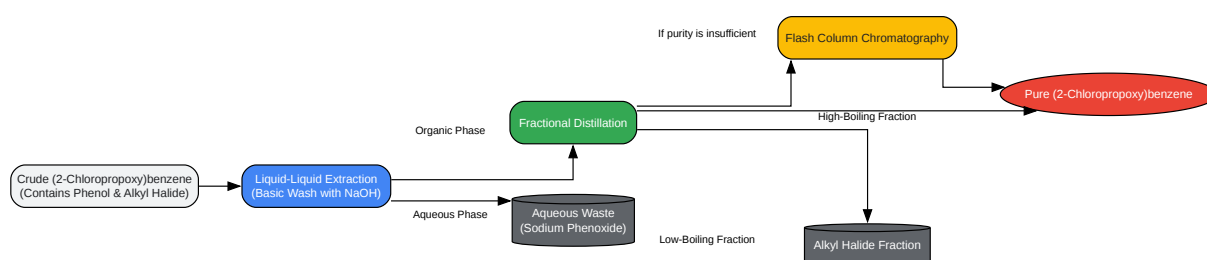 If purity is insufficient
Flash Column Chromatography
Pure (2-Chloropropoxy)benzene
High-Boiling Fraction
Fractional Distillation
Organic Phase
Crude (2-Chloropropoxy)benzene
(Contains Phenol & Alkyl Halide)
Liquid-Liquid Extraction
(Basic Wash with NaOH)
Aqueous Phase
Aqueous Waste
(Sodium Phenoxide)
Low-Boiling Fraction
Alkyl Halide Fraction